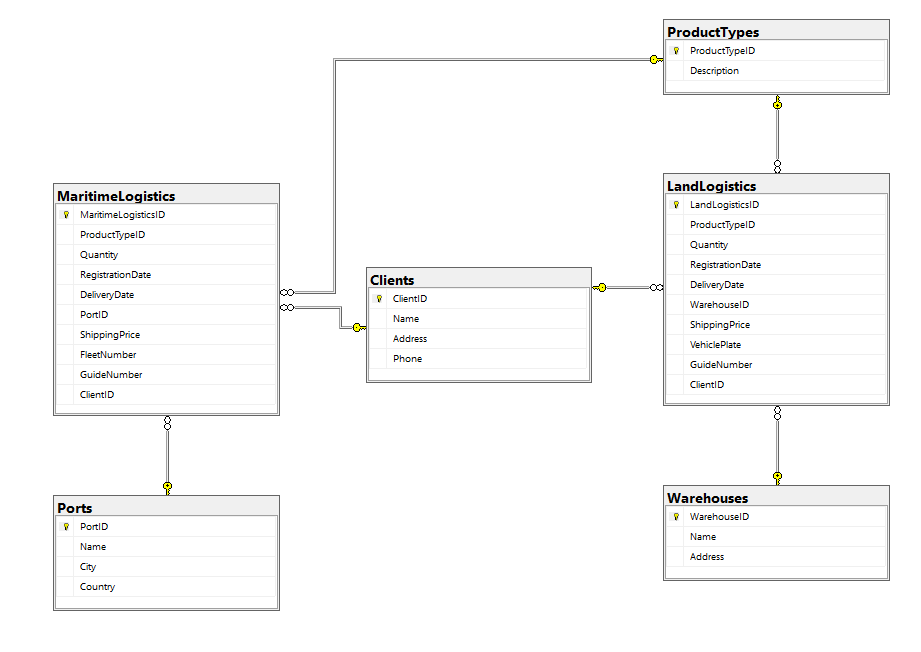 ProductTypes
ProductTypeID
Description
MaritimeLogistics
MaritimeLogisticsID
ProductTypeID
Quantity
RegistrationDate
DeliveryDate
PortID
ShippingPrice
FleetNumber
GuideNumber
ClientID
Clients
ClientID
Name
Address
Phone
LandLogistics
LandLogisticsID
ProductTypeID
Quantity
RegistrationDate
DeliveryDate
WarehouseID
ShippingPrice
VehiclePlate
GuideNumber
ClientID
Ports
PortID
Name
City
Country
Warehouses
WarehouseID
Name
Address